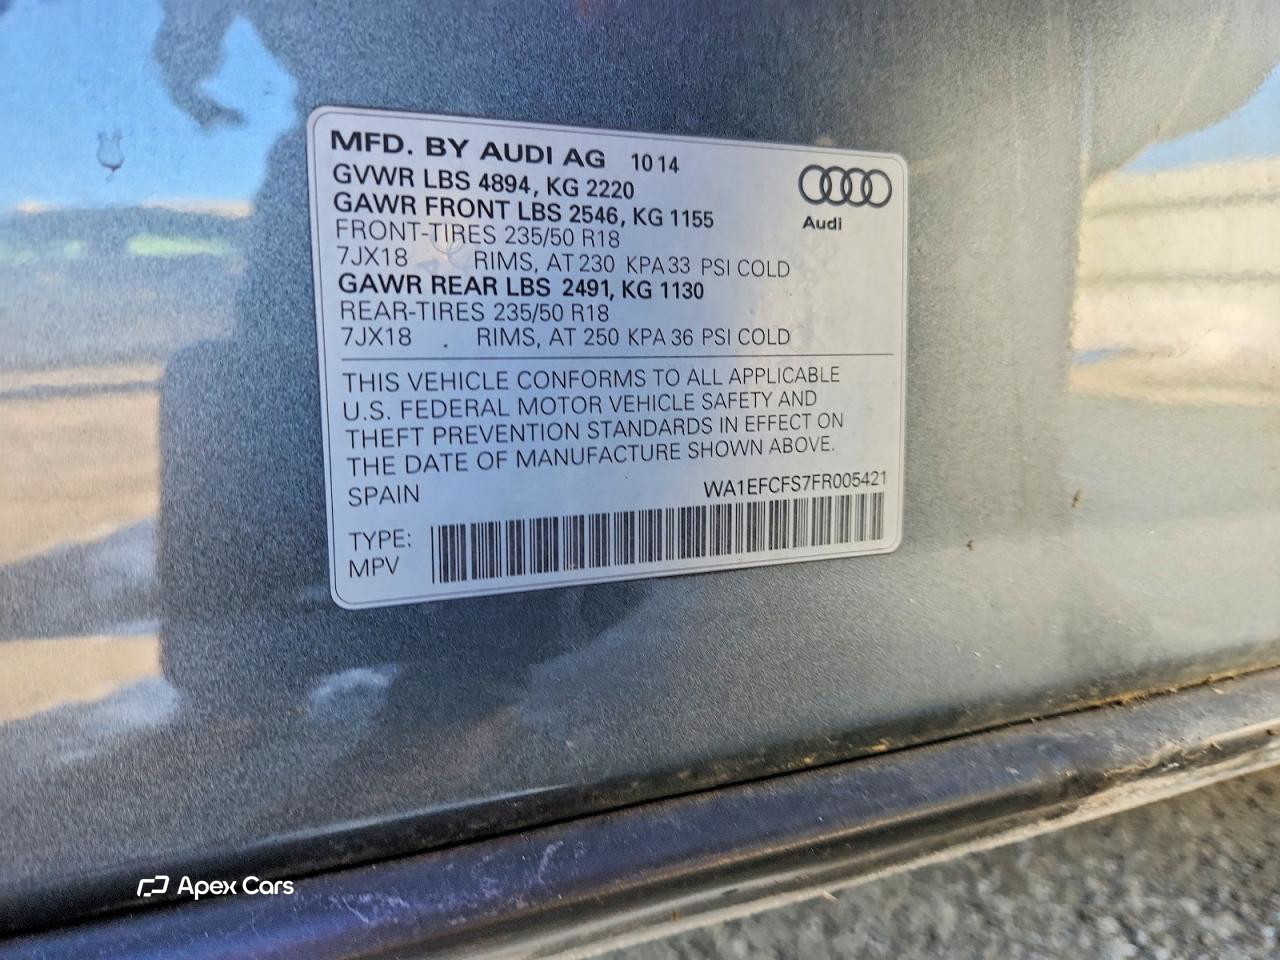 MFD. BY AUDI AG 10 14
GVWR LBS 4894, KG 2220
GAWR FRONT LBS 2546, KG 1155
FRONT-TIRES 235/50 R18
7JX18 RIMS, AT 230 KPA 33 PSI COLD
GAWR REAR LBS 2491, KG 1130
REAR-TIRES 235/50 R18
7JX18 . RIMS, AT 250 KPA 36 PSI COLD
Audi
THIS VEHICLE CONFORMS TO ALL APPLICABLE
U.S. FEDERAL MOTOR VEHICLE SAFETY AND
THEFT PREVENTION STANDARDS IN EFFECT ON
THE DATE OF MANUFACTURE SHOWN ABOVE.
SPAIN WA1EFCFS7FR005421
TYPE:
MPV
Apex Cars